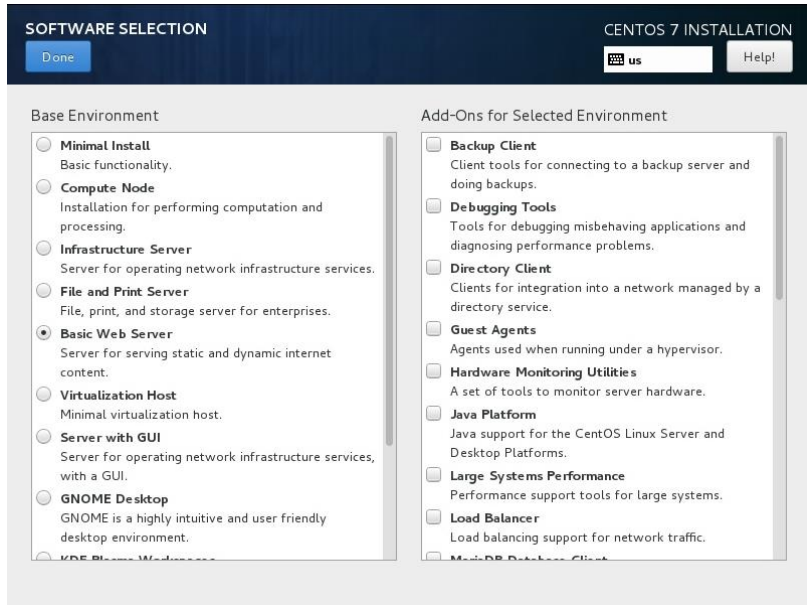 SOFTWARE SELECTION
Done
CENTOS 7 INSTALLATION
us
Help!
Base Environment
Minimal Install
Basic functionality.
Compute Node
Installation for performing computation and
processing.
Infrastructure Server
Server for operating network infrastructure services.
File and Print Server
File, print, and storage server for enterprises.
Basic Web Server
Server for serving static and dynamic internet
content.
Virtualization Host
Minimal virtualization host.
Server with GUI
Server for operating network infrastructure services,
with a GUI.
GNOME Desktop
GNOME is a highly intuitive and user friendly
desktop environment.
KDE Plasma Workspaces
Add-Ons for Selected Environment
Backup Client
Client tools for connecting to a backup server and
doing backups.
Debugging Tools
Tools for debugging misbehaving applications and
diagnosing performance problems.
Directory Client
Clients for integration into a network managed by a
directory service.
Guest Agents
Agents used when running under a hypervisor.
Hardware Monitoring Utilities
A set of tools to monitor server hardware.
Java Platform
Java support for the CentOS Linux Server and
Desktop Platforms.
Large Systems Performance
Performance support tools for large systems.
Load Balancer
Load balancing support for network traffic.
MariaDB Database Client